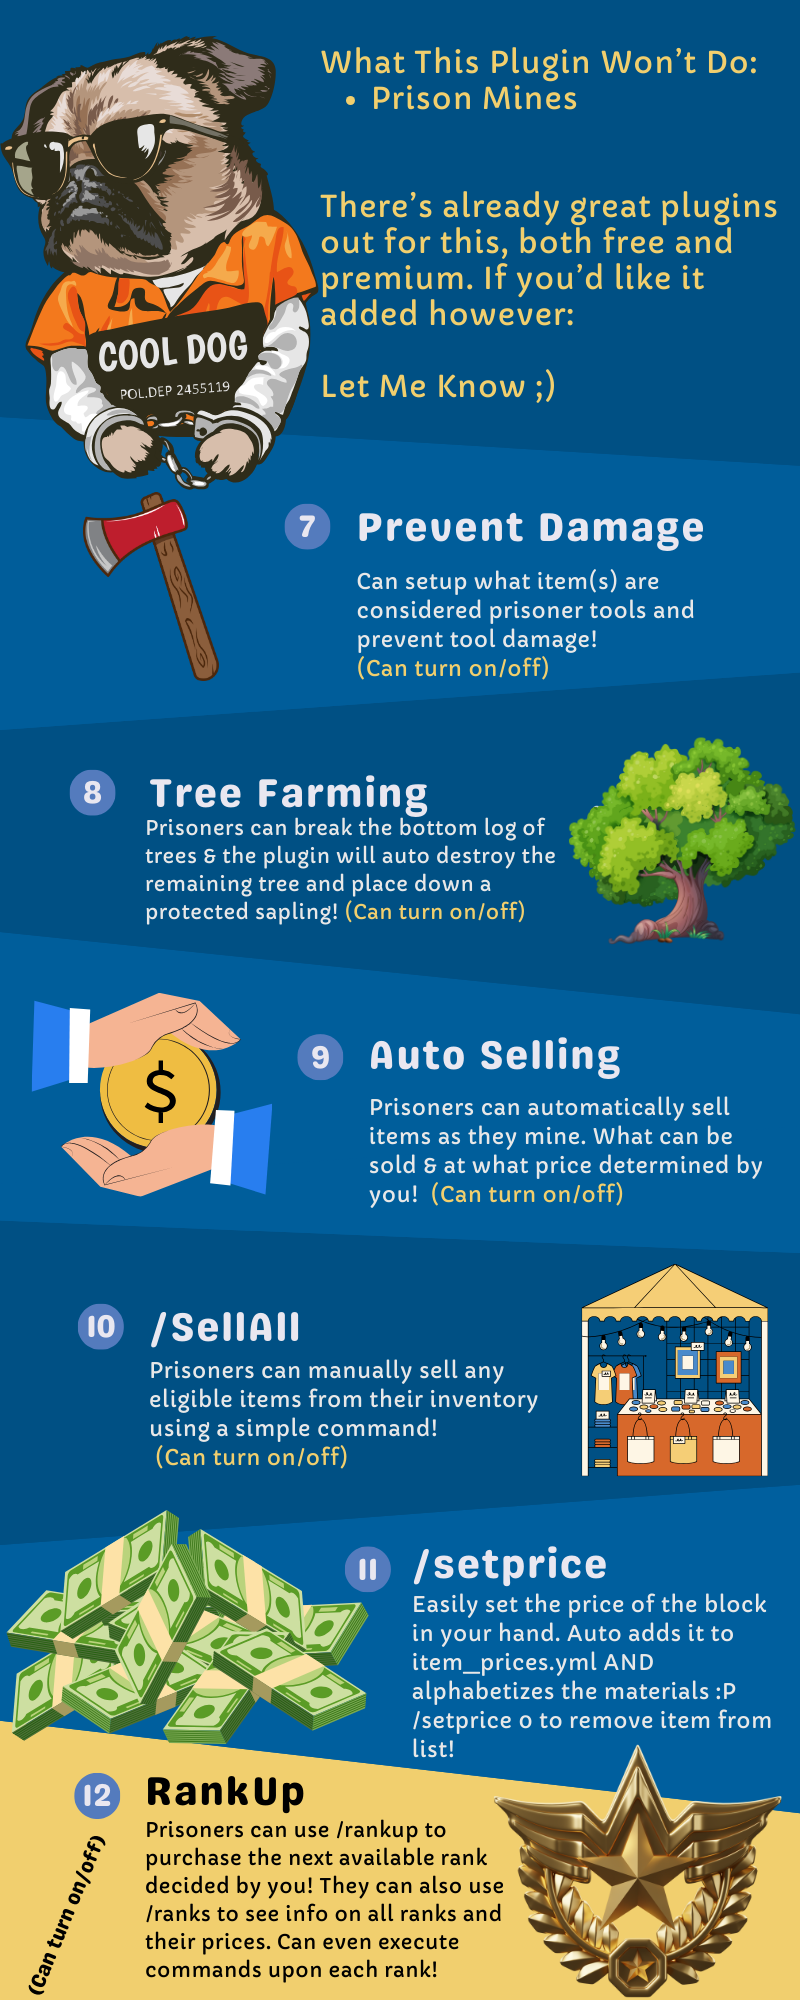 What This Plugin Won't Do:
• Prison Mines
There's already great plugins
out for this, both free and
premium. If you'd like it
added however:
Let Me Know ;)
COOL DOG
POL.DEP 2455119
7
Prevent Damage
Can setup what item(s) are
considered prisoner tools and
prevent tool damage!
(Can turn on/off)
8
Tree Farming
Prisoners can break the bottom log of
trees & the plugin will auto destroy the
remaining tree and place down a
protected sapling! (Can turn on/off)
$
9
Auto Selling
Prisoners can automatically sell
items as they mine. What can be
sold & at what price determined by
you! (Can turn on/off)
10
/SellAll
Prisoners can manually sell any
eligible items from their inventory
using a simple command!
(Can turn on/off)
11
/setprice
Easily set the price of the block
in your hand. Auto adds it to
item_prices.yml AND
alphabetizes the materials :P
/setprice 0 to remove item from
list!
12
RankUp
(Can turn on/off)
Prisoners can use /rankup to
purchase the next available rank
decided by you! They can also use
/ranks to see info on all ranks and
their prices. Can even execute
commands upon each rank!